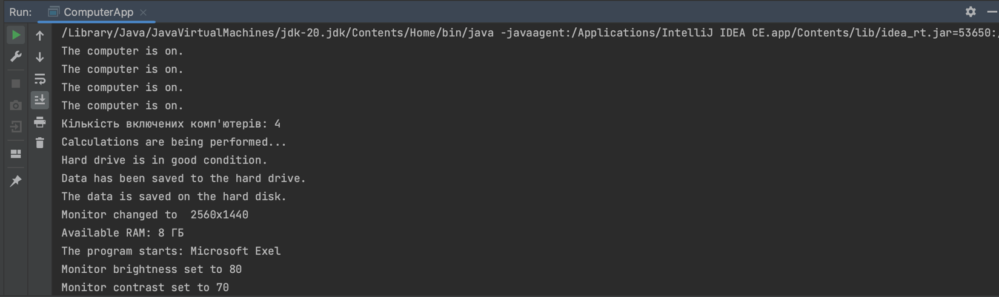 Run: ComputerApp
/Library/Java/JavaVirtualMachines/jdk-20.jdk/Contents/Home/bin/java -javaagent:/Applications/IntelliJ IDEA CE.app/Contents/lib/idea_rt.jar=53650:/
The computer is on.
The computer is on.
The computer is on.
The computer is on.
Кількість включених комп'ютерів: 4
Calculations are being performed...
Hard drive is in good condition.
Data has been saved to the hard drive.
The data is saved on the hard disk.
Monitor changed to  2560x1440
Available RAM: 8 ГБ
The program starts: Microsoft Exel
Monitor brightness set to 80
Monitor contrast set to 70